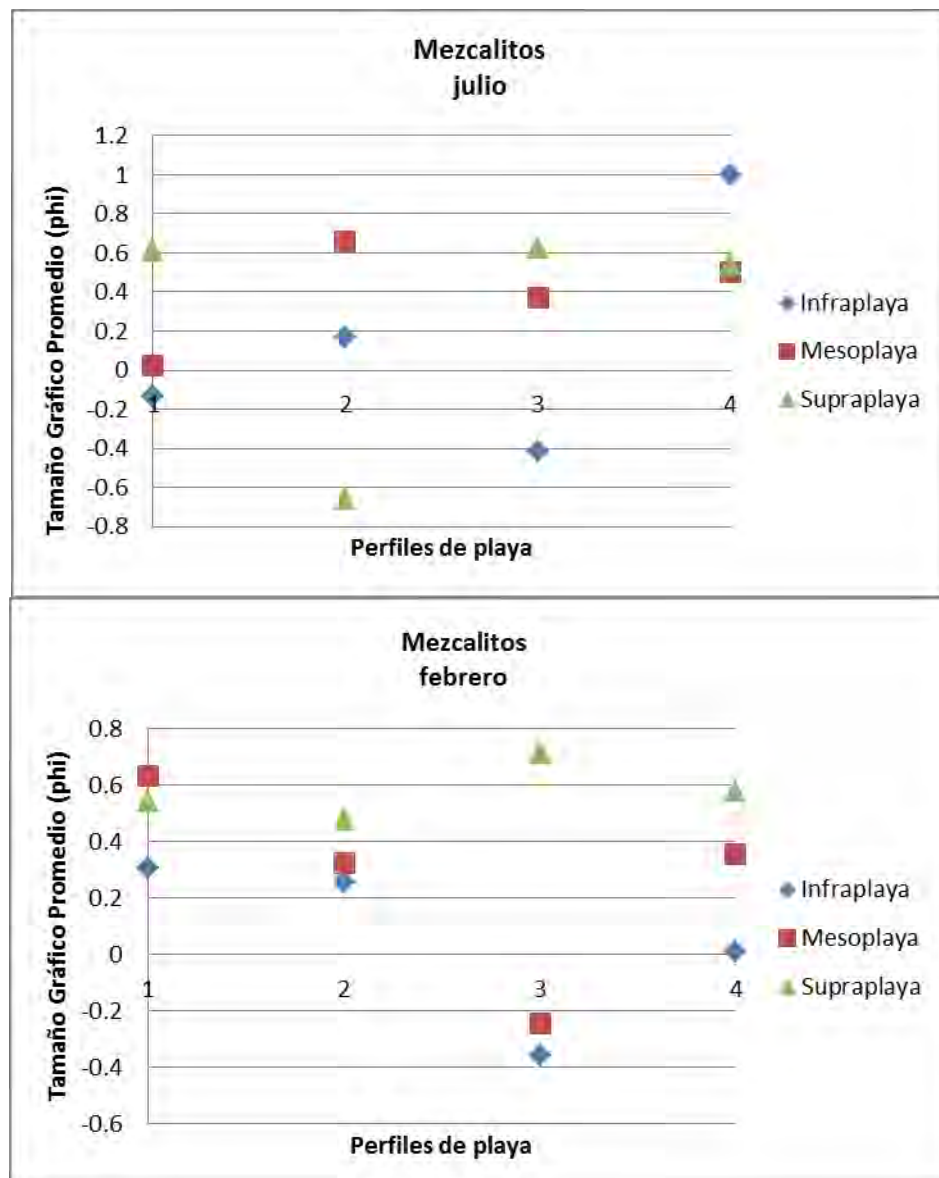 Mezcalitos
julio
Tamaño Gráfico Promedio (phi)
1.2
1
0.8
0.6
0.4
0.2
0
-0.2
-0.4
-0.6
-0.8
1
2
3
4
Perfiles de playa
Infraplaya
Mesoplaya
Supraplaya
Mezcalitos
febrero
Tamaño Gráfico Promedio (phi)
0.8
0.6
0.4
0.2
0
-0.2
-0.4
-0.6
1
2
3
4
Perfiles de playa
Infraplaya
Mesoplaya
Supraplaya